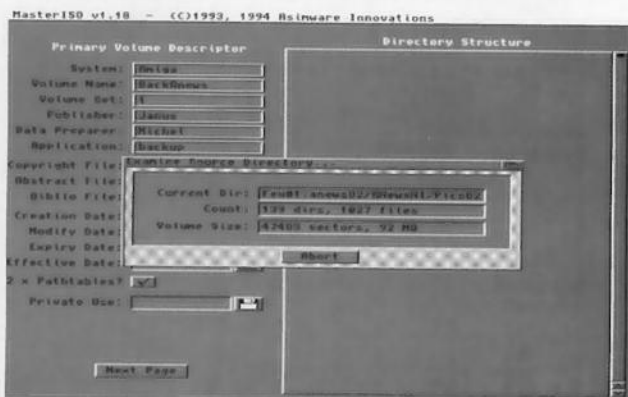 MasterISO v1.18 - (C)1993, 1994 Asimware Innovations
Primary Volume Descriptor
Directory Structure
System: Amiga
Volume Name: BackAnews
Volume Set: 1
Publisher: Janus
Data Preparer: Michel
Application: backup
Copyright File:
Abstract File:
Biblio File:
Creation Date:
Modify Date:
Expiry Date:
Effective Date:
2 x Pathtables?
Private Use:
Next Page
Examine Source Directory...
Current Dir:
Count: 139 dirs, 1027 files
Volume Size: sectors, 92 MB
Abort